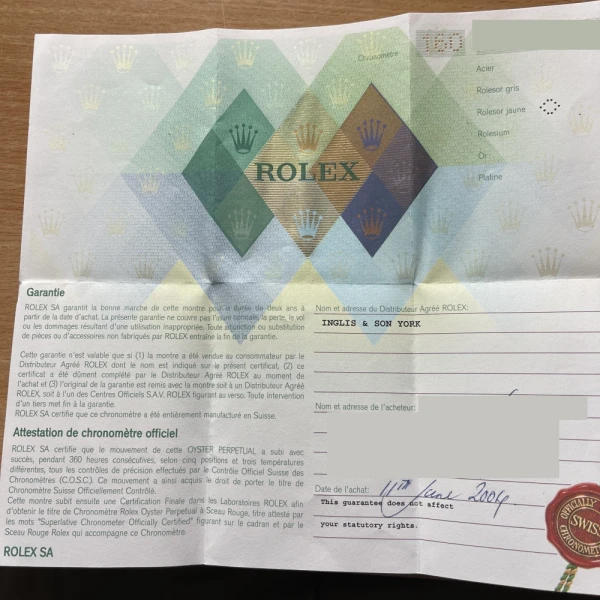 Chronomètre
160
Acier
Rolesor gris
Rolesor jaune
Rolesium
Or
Platine
ROLEX
Garantie
ROLEX SA garantit la bonne marche de cette montre pour la durée de deux ans à
partir de la date d'achat. La présente garantie ne couvre pas l'usure normale, la perte, le vol
ou les dommages résultant d'une utilisation inappropriée. Toute adjonction ou substitution
de pièces ou d'accessoires non fabriqués par ROLEX entraîne la fin de la garantie.
Cette garantie n'est valable que si (1) la montre a été vendue au consommateur par le
Distributeur Agréé ROLEX dont le nom est indiqué sur le présent certificat, (2) ce
certificat a été dûment complété par le Distributeur Agréé ROLEX au moment de
l'achat et (3) l'original de la garantie est remis avec la montre soit à un Distributeur Agréé
ROLEX, soit à l'un des Centres Officiels S.A.V. ROLEX figurant au verso. Toute intervention
d'un tiers met fin à la garantie.
ROLEX SA certifie que ce chronomètre a été entièrement manufacturé en Suisse.
Attestation de chronomètre officiel
ROLEX SA certifie que le mouvement de cette OYSTER PERPETUAL a subi avec
succès, pendant 360 heures consécutives, selon cinq positions et trois températures
différentes, tous les contrôles de précision effectués par le Contrôle Officiel Suisse des
Chronomètres (C.O.S.C.). Ce mouvement a ainsi acquis le droit de porter le titre de
Chronomètre Suisse Officiellement Contrôlé.
Cette montre subit ensuite une Certification Finale dans les Laboratoires ROLEX afin
d'obtenir le titre de Chronomètre Rolex Oyster Perpetual à Sceau Rouge, titre attesté par
les mots "Superlative Chronometer Officially Certified" figurant sur le cadran et par le
Sceau Rouge Rolex qui accompagne ce Chronomètre.
ROLEX SA
Nom et adresse du Distributeur Agréé ROLEX:
INGLIS & SON YORK
Nom et adresse de l'acheteur:
Date de l'achat: 11th June 2004
This guarantee does not affect
your statutory rights.
OFFICIALLY
SWISS
CHRONOMETER